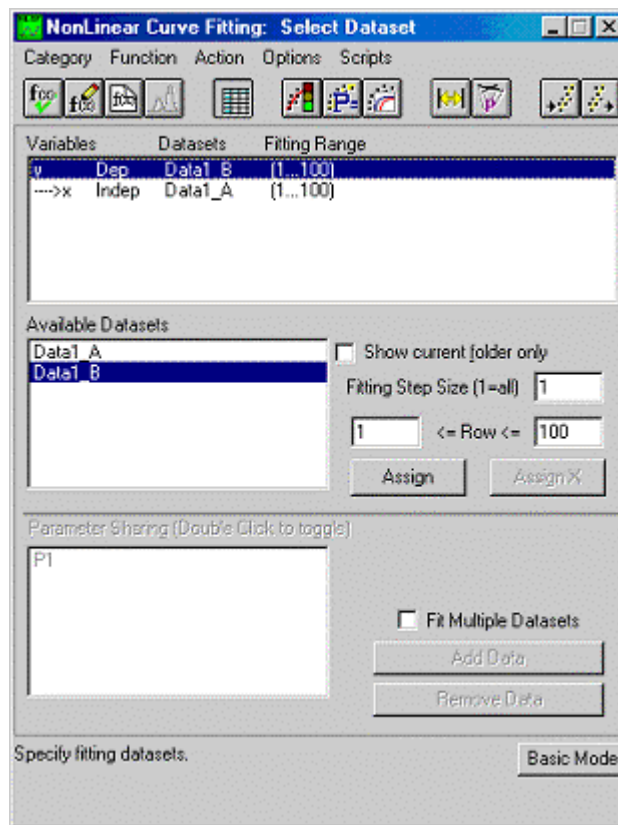 NonLinear Curve Fitting: Select Dataset
Category Function Action Options Scripts
Variables Datasets Fitting Range
y Dep Data1_B (1...100)
---->x Indep Data1_A (1...100)
Available Datasets
Data1_A
Data1_B
Show current folder only
Fitting Step Size (1=all) 1
1 <= Row <= 100
Assign Assign X
Parameter Sharing (Double Click to toggle)
P1
Fit Multiple Datasets
Add Data
Remove Data
Specify fitting datasets.
Basic Mode